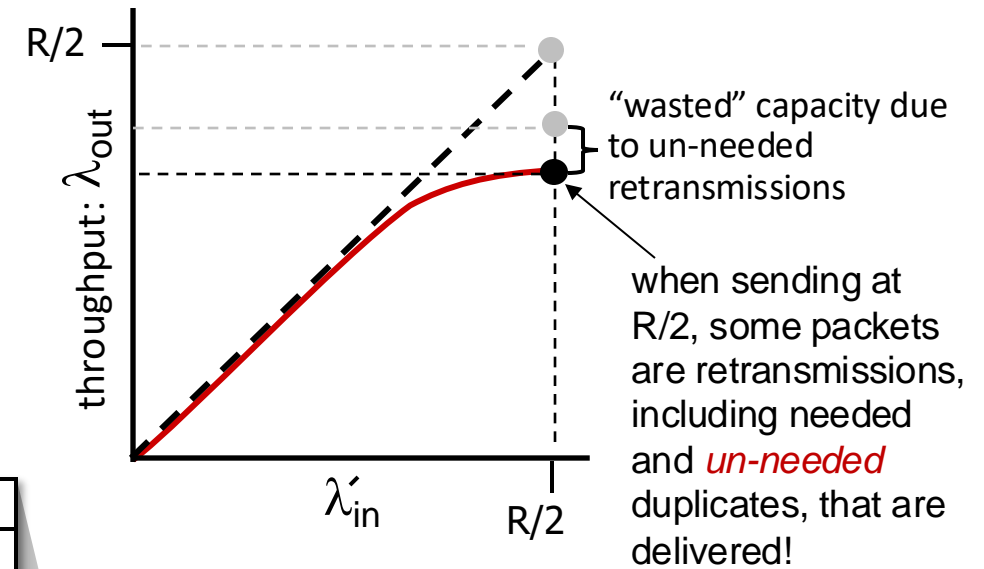 R/2
throughput: λout
“wasted” capacity due
to un-needed
retransmissions
when sending at
R/2, some packets
are retransmissions,
including needed
and un-needed
duplicates, that are
delivered!
λ'in
R/2